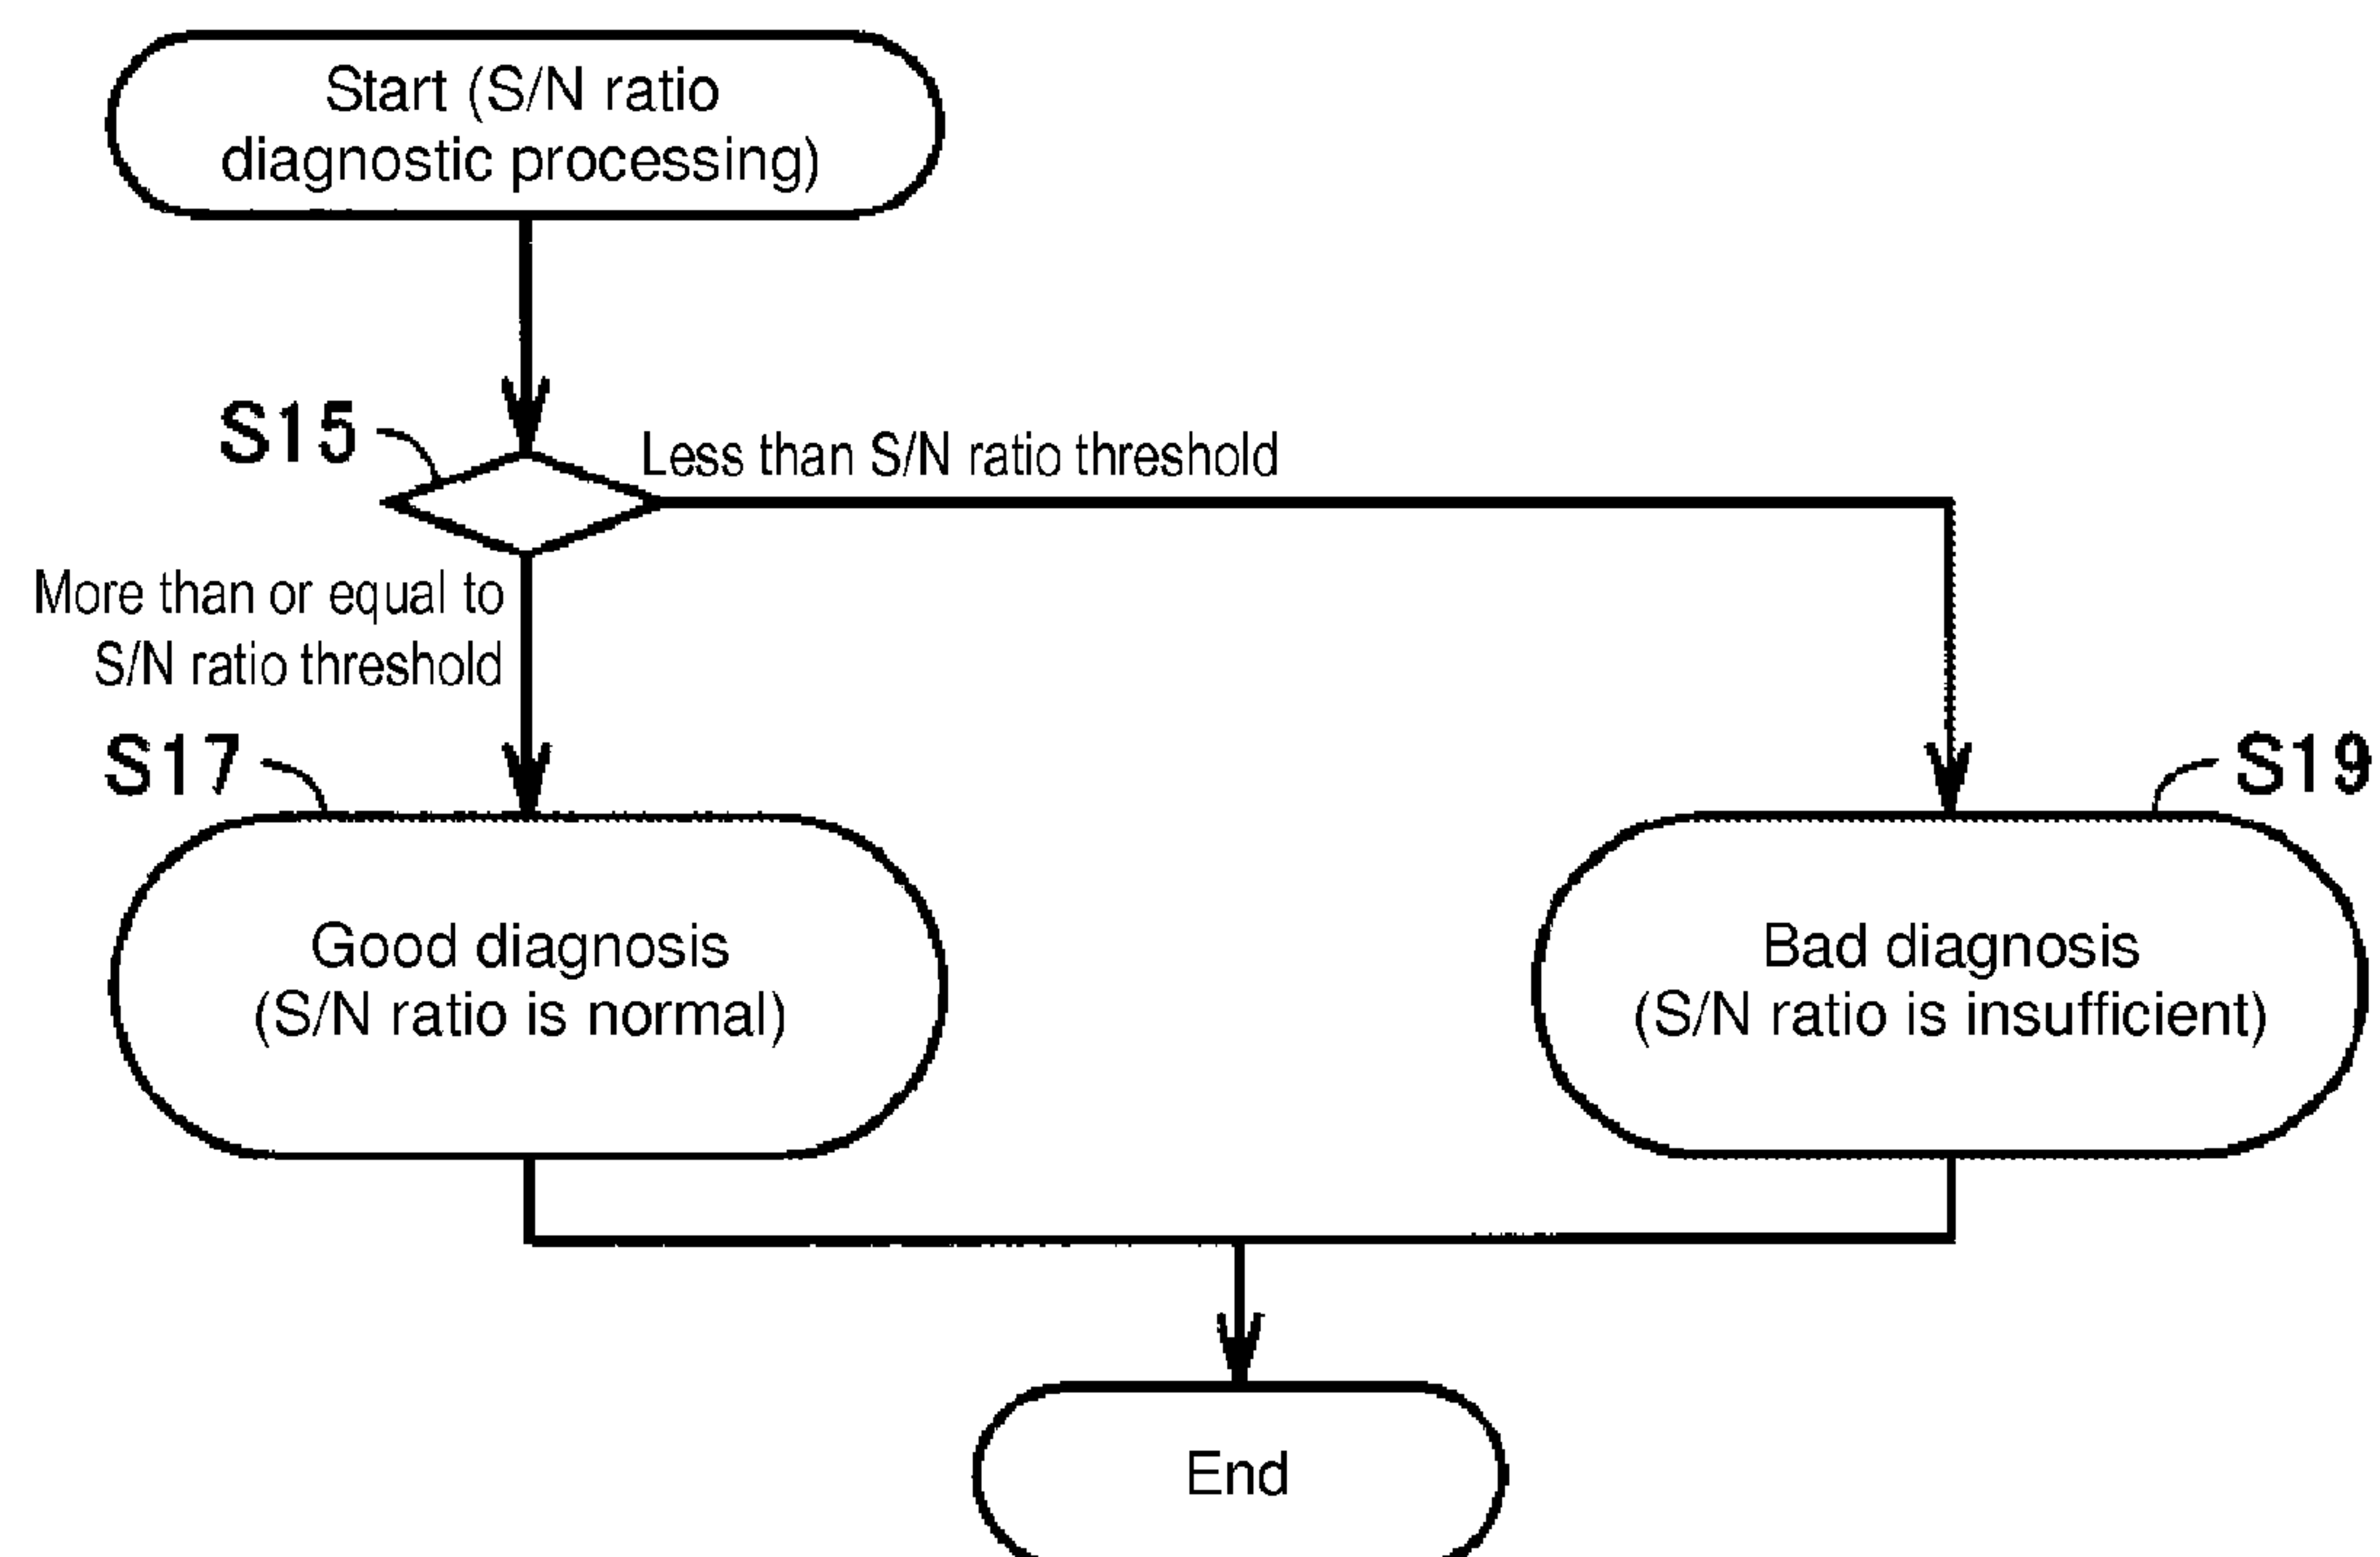 Start (S/N ratio
diagnostic processing)
S15
Less than S/N ratio threshold
More than or equal to
S/N ratio threshold
S17
S19
Good diagnosis
(S/N ratio is normal)
Bad diagnosis
(S/N ratio is insufficient)
End